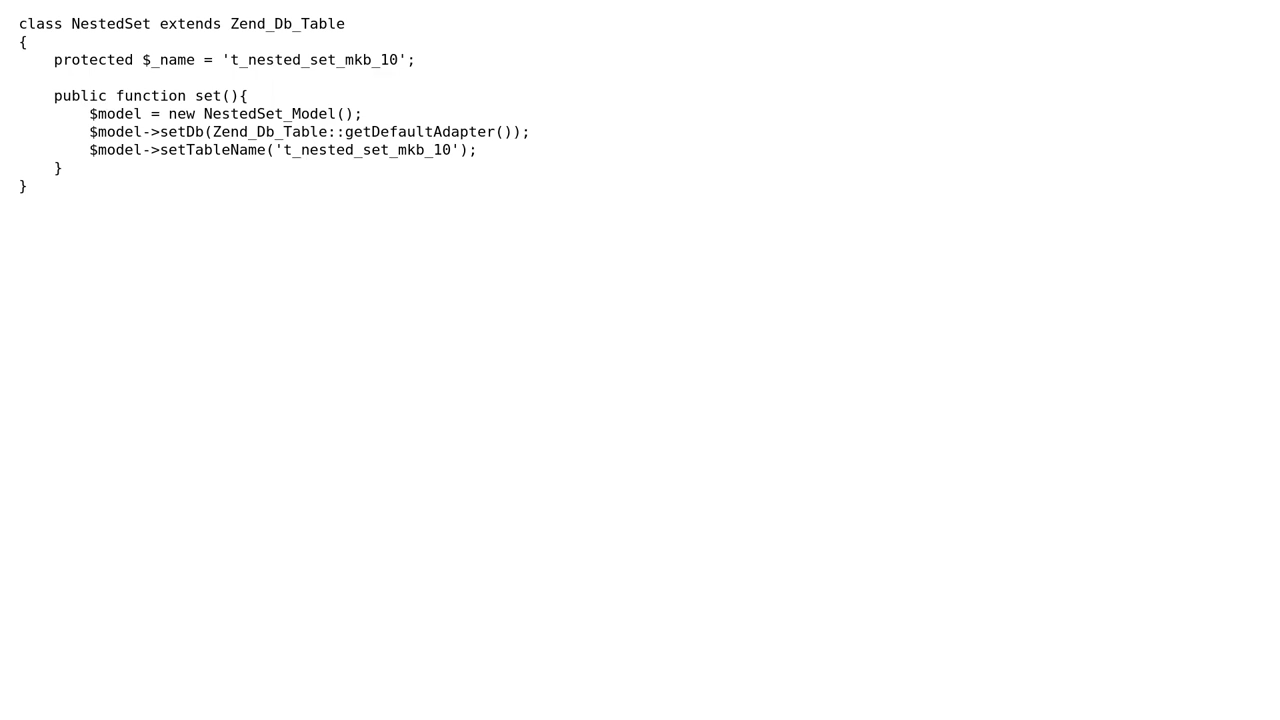 class NestedSet extends Zend_Db_Table
{
    protected $_name = 't_nested_set_mkb_10';

    public function set(){
        $model = new NestedSet_Model();
        $model->setDb(Zend_Db_Table::getDefaultAdapter());
        $model->setTableName('t_nested_set_mkb_10');
    }
}